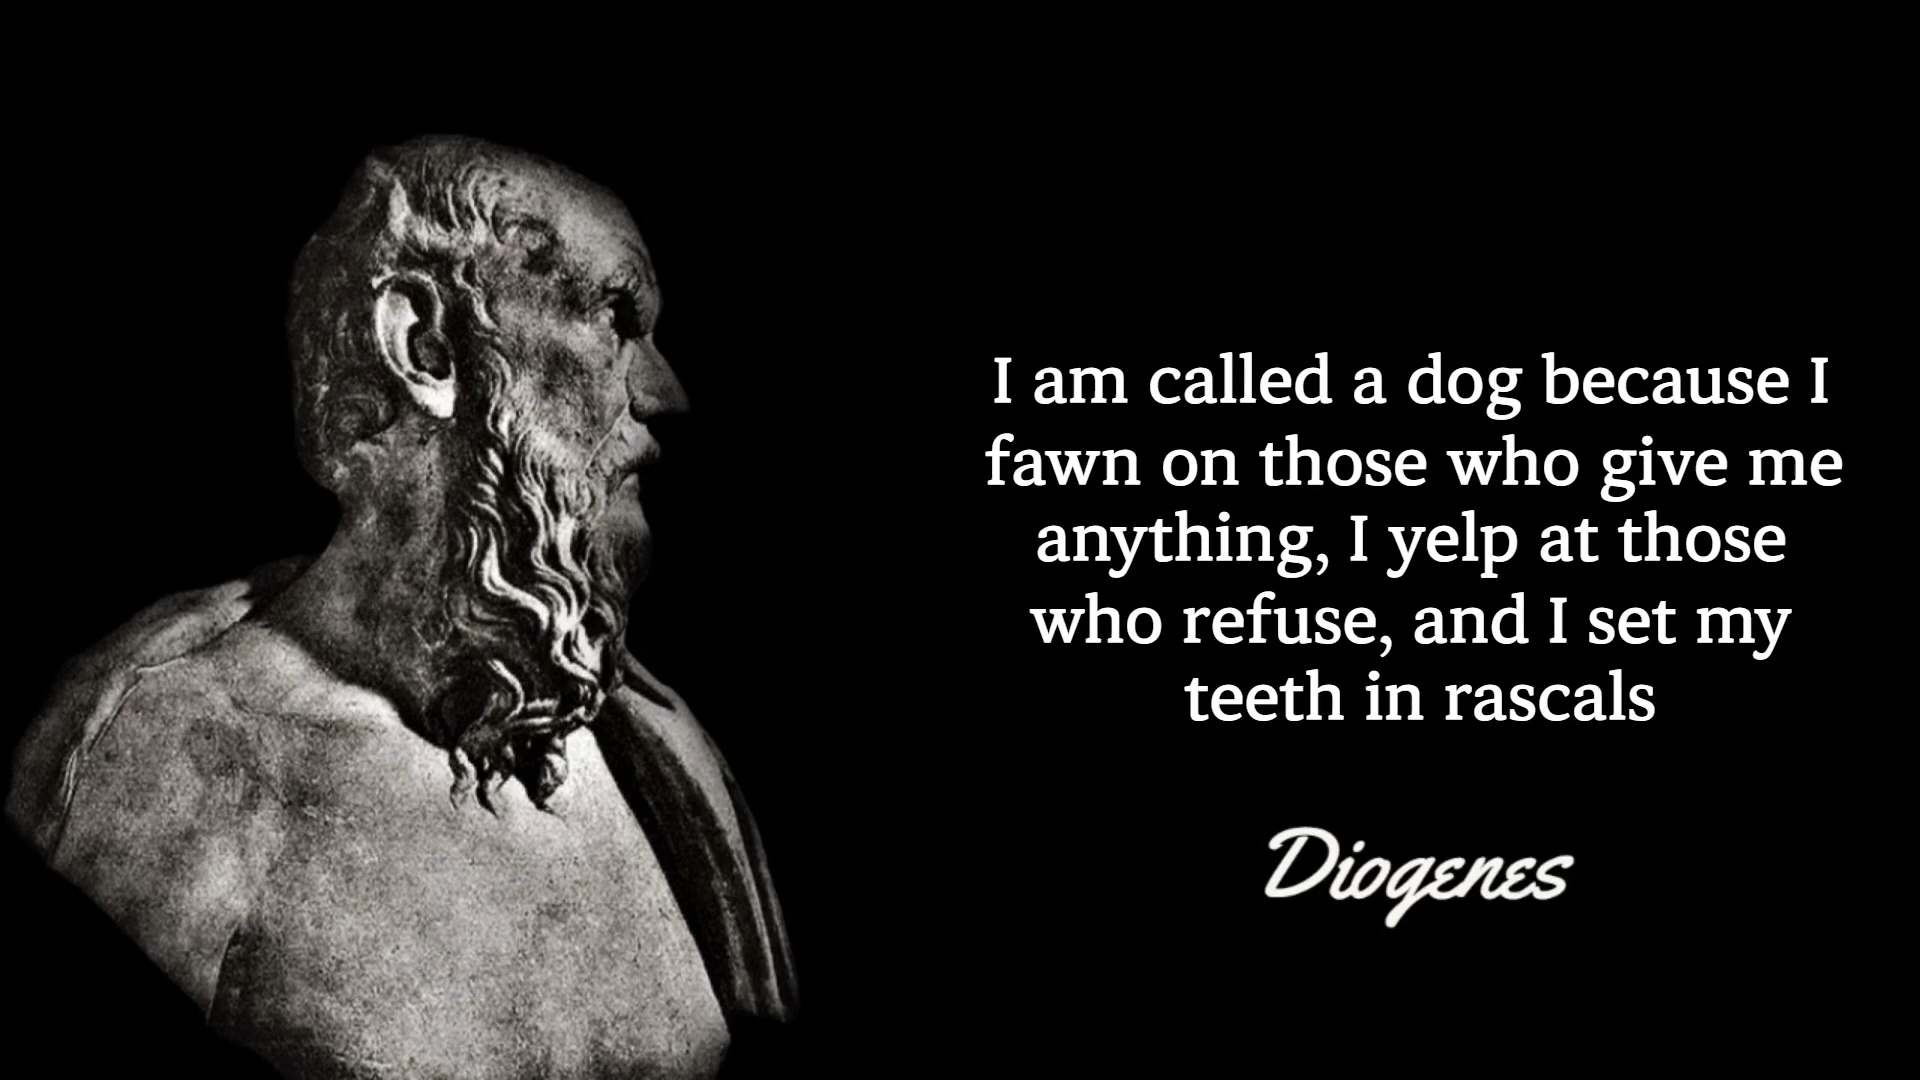 I am called a dog because I
fawn on those who give me
anything, I yelp at those
who refuse, and I set my
teeth in rascals
Diogenes